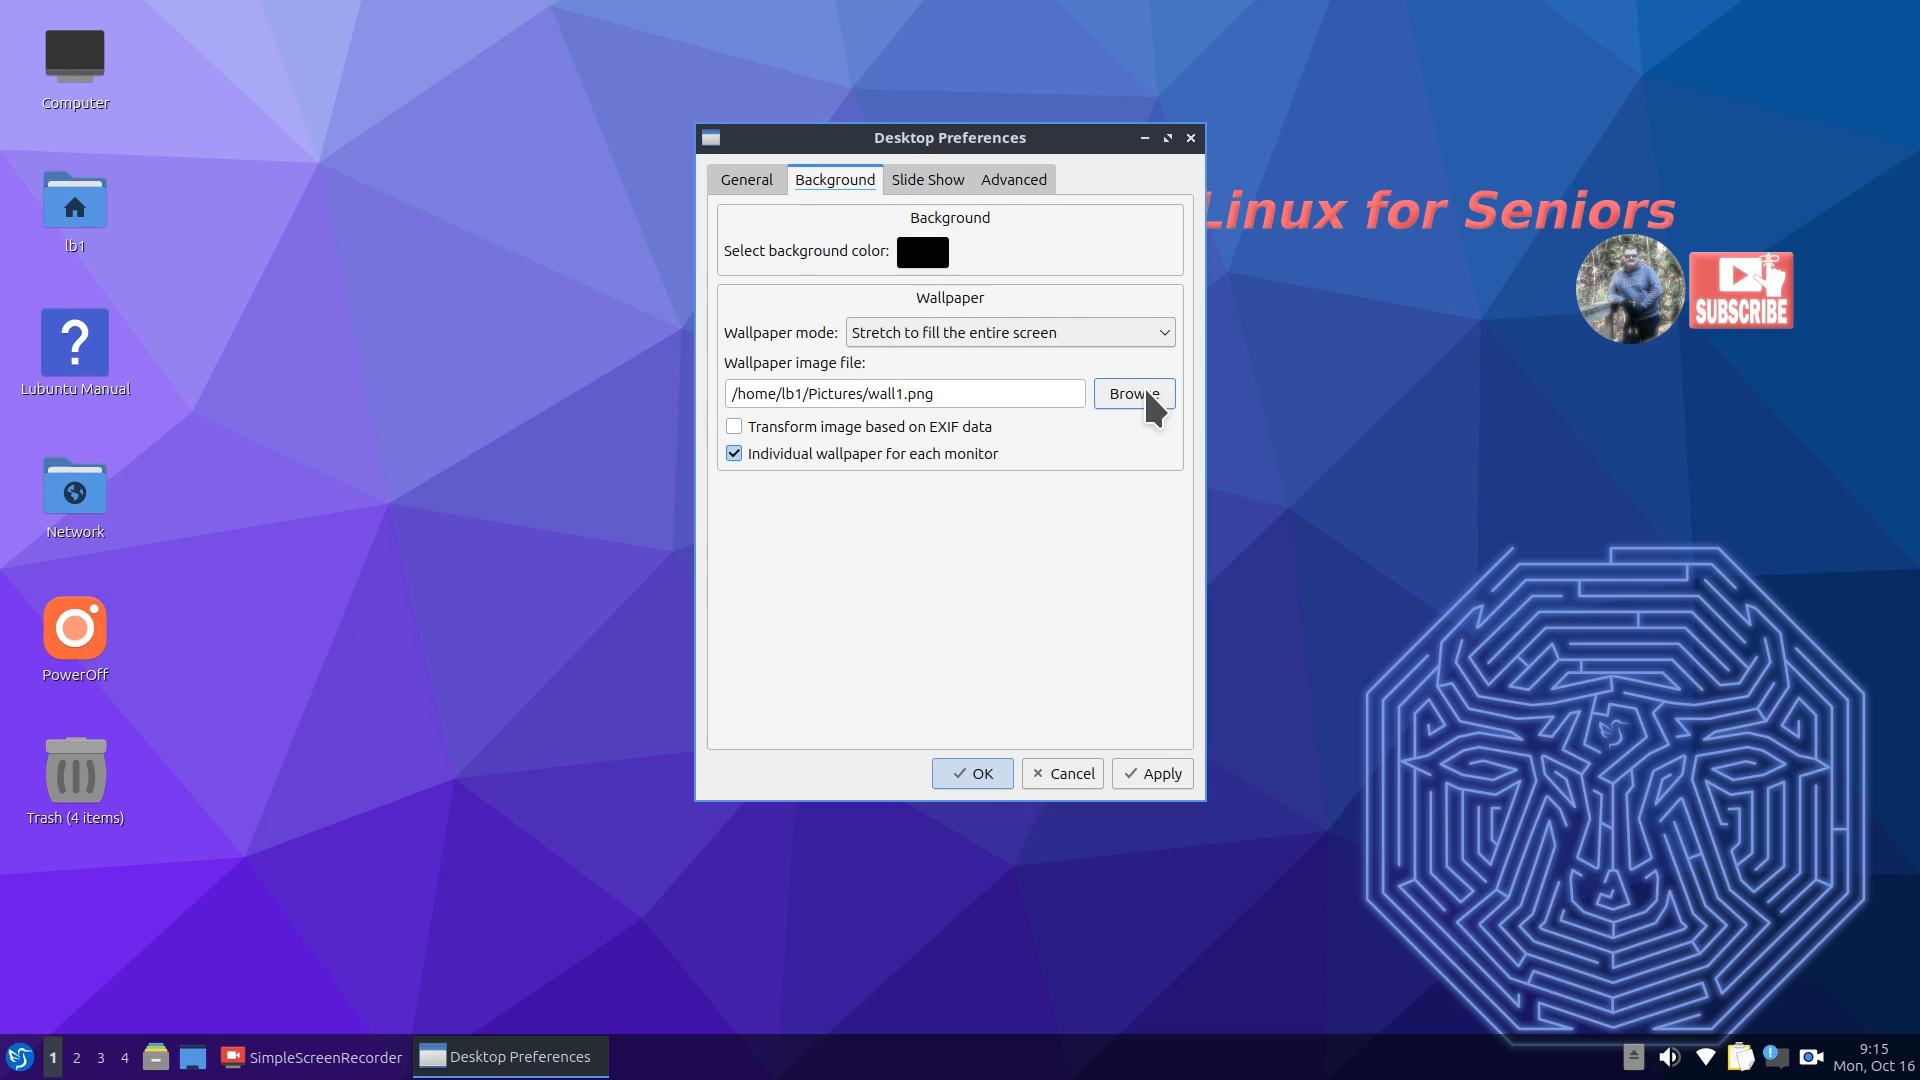 Computer
lb1
Lubuntu Manual
?
Network
PowerOff
Trash (4 items)
Desktop Preferences
General Background Slide Show Advanced
Background
Select background color:
Wallpaper
Wallpaper mode: Stretch to fill the entire screen
Wallpaper image file:
/home/lb1/Pictures/wall1.png Browse
Transform image based on EXIF data
Individual wallpaper for each monitor
OK Cancel Apply
Linux for Seniors
SUBSCRIBE
1 2 3 4 SimpleScreenRecorder Desktop Preferences
9:15
Mon, Oct 16